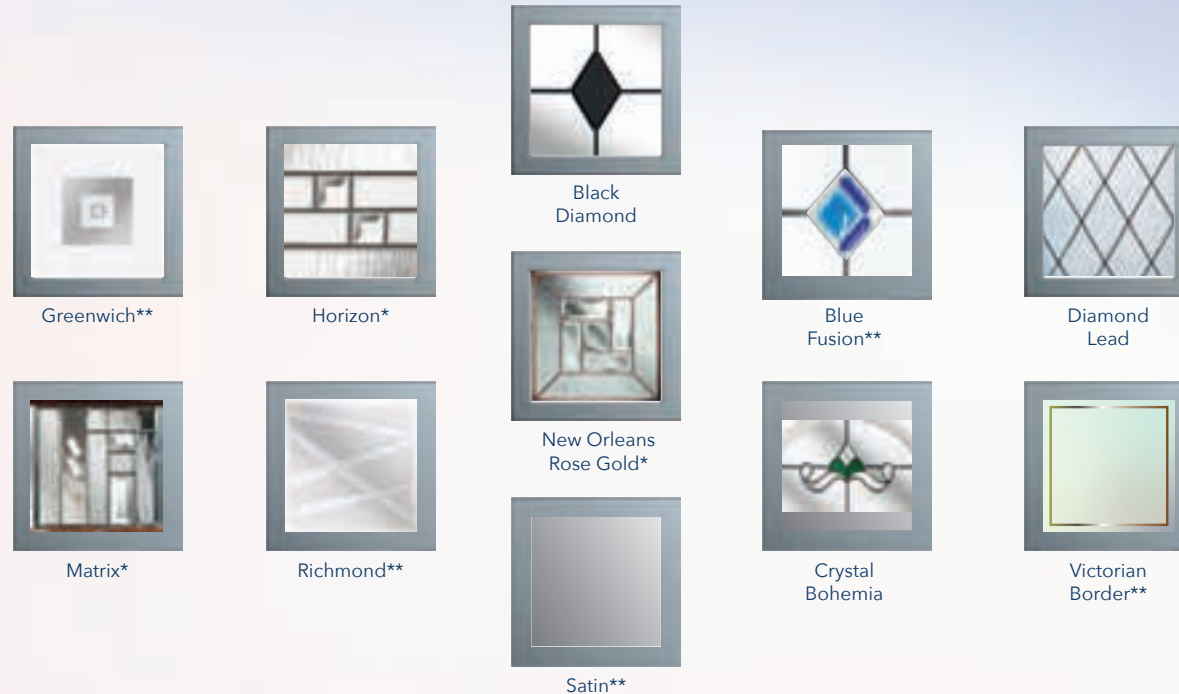 Black
Diamond
Greenwich**
Horizon*
Blue
Fusion**
Diamond
Lead
New Orleans
Rose Gold*
Matrix*
Richmond**
Crystal
Bohemia
Victorian
Border**
Satin**